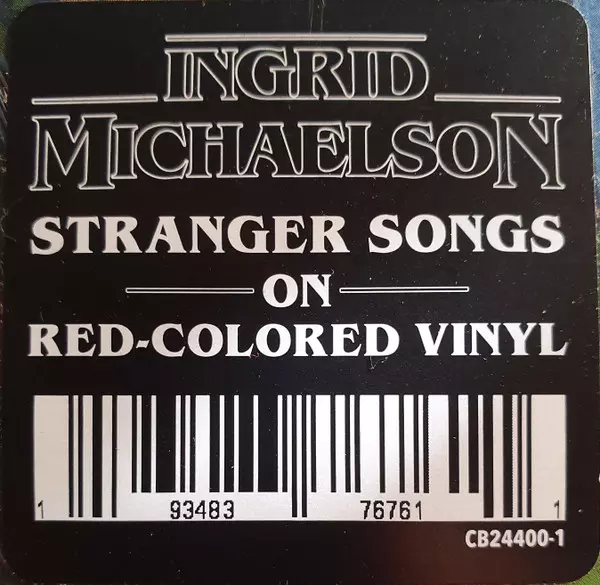 INGRID
MICHAELSON
STRANGER SONGS
ON
RED-COLORED VINYL
1 93483 76761 1
CB24400-1